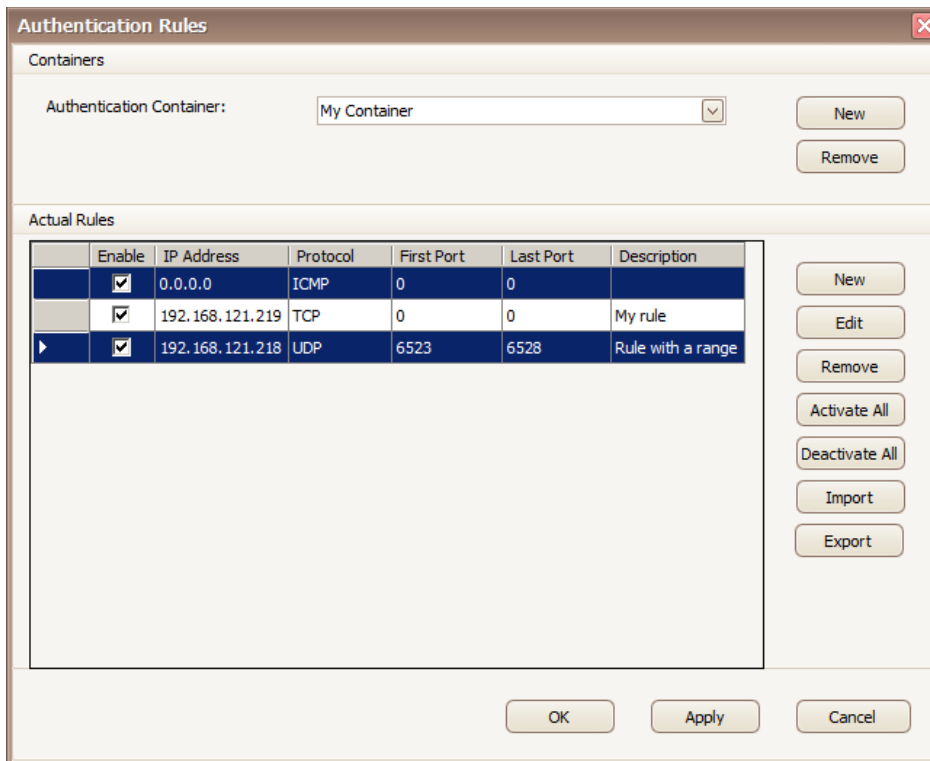 Authentication Rules
Containers
Authentication Container: My Container New
Remove
Actual Rules
Enable IP Address Protocol First Port Last Port Description
0.0.0.0 ICMP 0 0 New
192.168.121.219 TCP 0 0 My rule Edit
192.168.121.218 UDP 6523 6528 Rule with a range
Remove
Activate All
Deactivate All
Import
Export
OK Apply Cancel